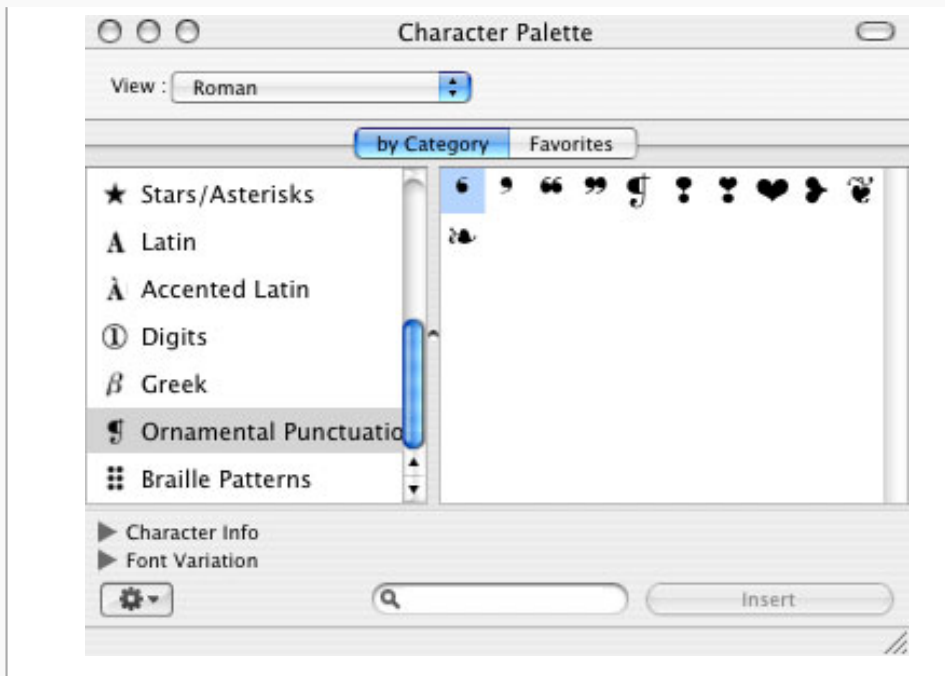 Character Palette
View : Roman
by Category Favorites
★ Stars/Asterisks
A Latin
À Accented Latin
① Digits
β Greek
¶ Ornamental Punctuatio
⠿ Braille Patterns
❛ ❜ ❝ ❞ ❡ ❢ ❣ ❤ ❥ ❦
❧
Character Info
Font Variation
Insert